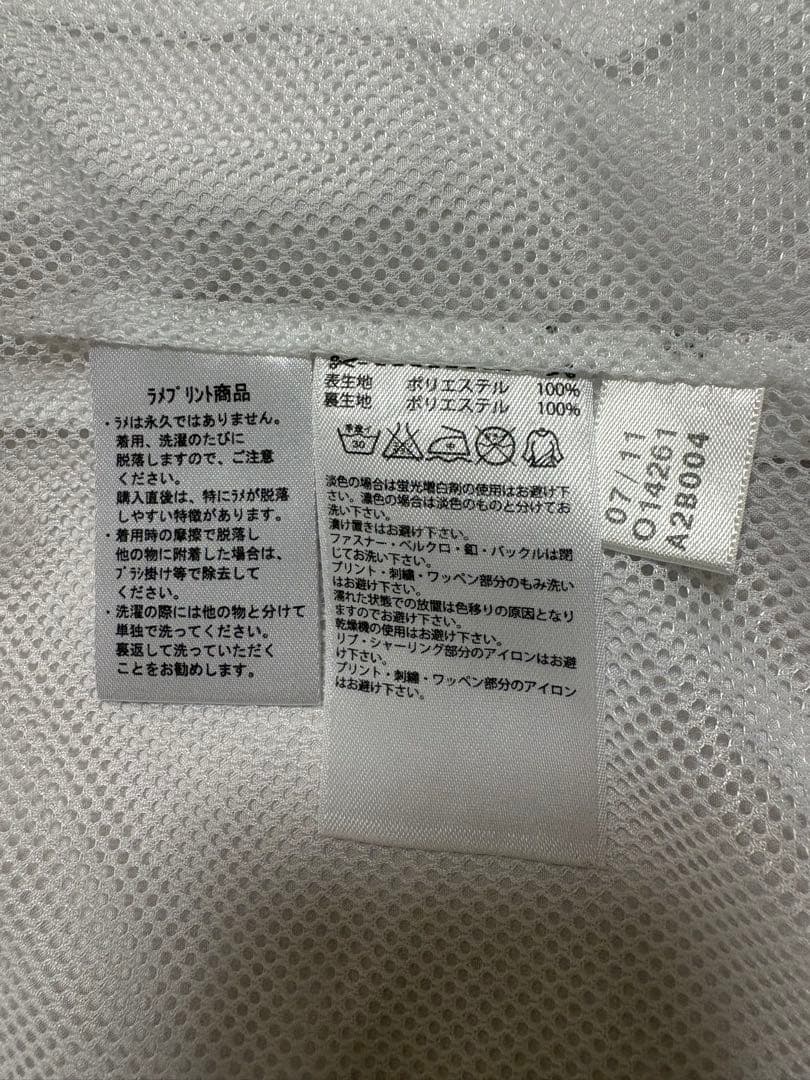 ﾗﾒﾌﾟﾘﾝﾄ商品
・ﾗﾒは永久ではありません。
着用、洗濯のたびに
脱落しますので、ご注意
ください。
購入直後は、特にﾗﾒが脱落
しやすい特徴があります。
・着用時の摩擦で脱落し
他の物に附着した場合は、
ﾌﾞﾗｼ掛け等で除去して
ください。
・洗濯の際には他の物と分けて
単独で洗ってください。
裏返して洗っていただく
ことをお勧めします。
表生地 ポリエステル 100%
裏生地 ポリエステル 100%
手洗イ
30
淡色の場合は蛍光増白剤の使用はお避け下
さい。濃色の場合は淡色のものと分けてお
洗い下さい。
漬け置きはお避け下さい。
ファスナー・ベルクロ・釦・バックルは閉
じてお洗い下さい。
プリント・刺繍・ワッペン部分のもみ洗い
はお避け下さい。
濡れた状態での放置は色移りの原因となり
ますのでお避け下さい。
乾燥機の使用はお避け下さい。
リブ・シャーリング部分のアイロンはお避
け下さい。
プリント・刺繍・ワッペン部分のアイロン
はお避け下さい。
07/11
O14261
A2B004